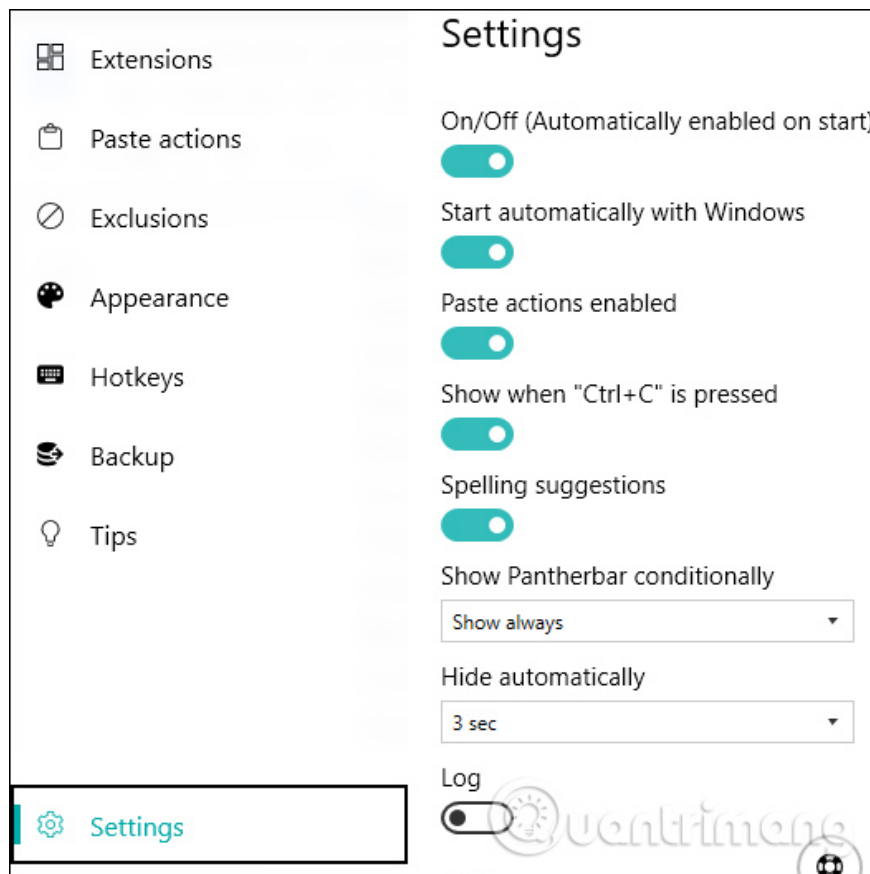 Extensions
Paste actions
Exclusions
Appearance
Hotkeys
Backup
Tips
Settings
Settings
On/Off (Automatically enabled on start)
Start automatically with Windows
Paste actions enabled
Show when "Ctrl+C" is pressed
Spelling suggestions
Show Pantherbar conditionally
Show always
Hide automatically
3 sec
Log
Quantrimang